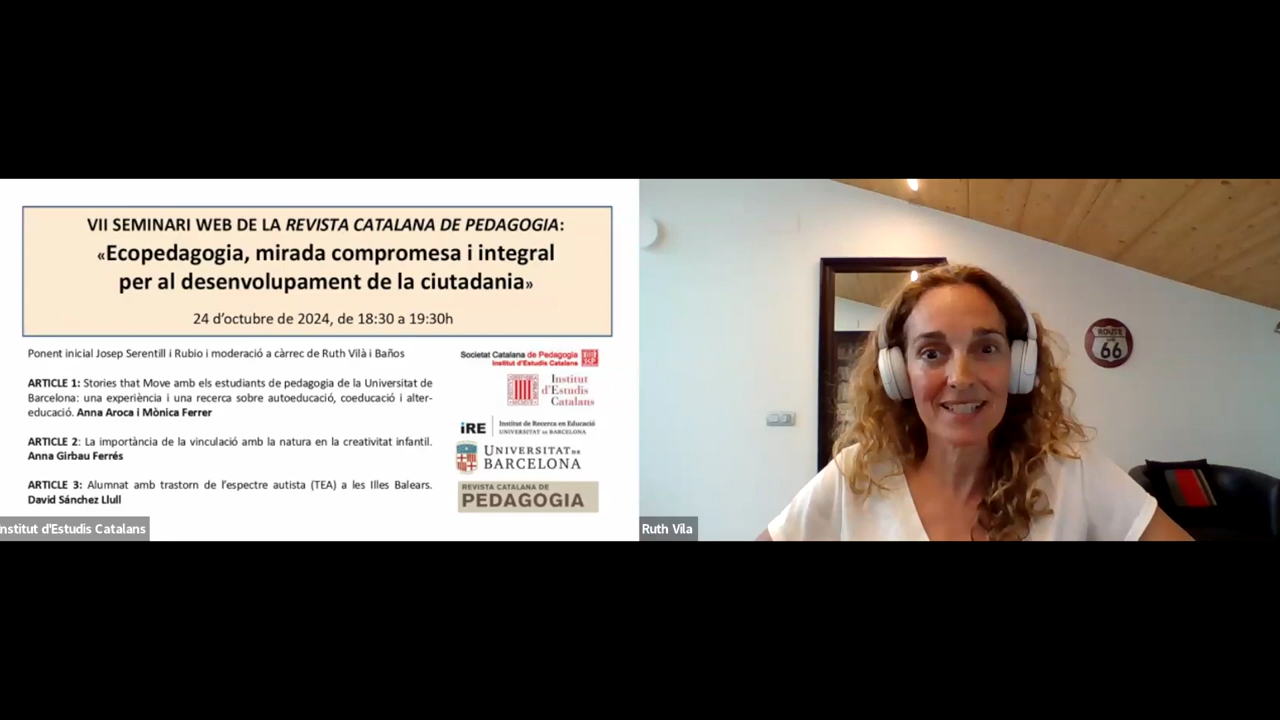 VII SEMINARI WEB DE LA REVISTA CATALANA DE PEDAGOGIA:
«Ecopedagogia, mirada compromesa i integral
per al desenvolupament de la ciutadania»
24 d’octubre de 2024, de 18:30 a 19:30h
Ponent inicial Josep Serentill i Rubio i moderació a càrrec de Ruth Vilà i Baños
ARTICLE 1: Stories that Move amb els estudiants de pedagogia de la Universitat de
Barcelona: una experiència i una recerca sobre autoeducació, coeducació i alter-
educació. Anna Aroca i Mònica Ferrer
ARTICLE 2: La importància de la vinculació amb la natura en la creativitat infantil.
Anna Girbau Ferrés
ARTICLE 3: Alumnat amb trastorn de l’espectre autista (TEA) a les Illes Balears.
David Sánchez Llull
Societat Catalana de Pedagogia
Institut d'Estudis Catalans
Institut
d'Estudis
Catalans
iRE
Institut de Recerca en Educació
UNIVERSITAT DE BARCELONA
UNIVERSITAT DE
BARCELONA
REVISTA CATALANA DE
PEDAGOGIA
Institut d'Estudis Catalans
ROUTE
66
Ruth Vila